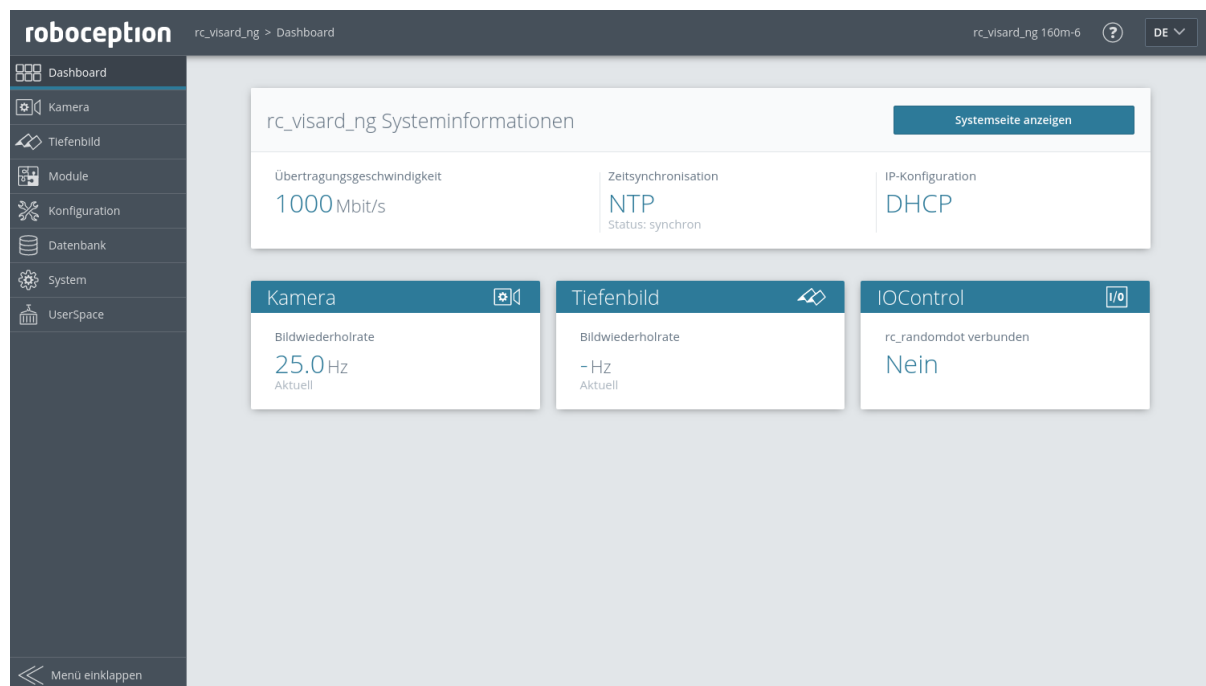 roboception
rc_visard_ng > Dashboard
rc_visard_ng 160m-6
?
DE
Dashboard
Kamera
Tiefenbild
Module
Konfiguration
Datenbank
System
UserSpace
Menü einklappen
rc_visard_ng Systeminformationen
Systemseite anzeigen
Übertragungsgeschwindigkeit
1000 Mbit/s
Zeitsynchronisation
NTP
Status: synchron
IP-Konfiguration
DHCP
Kamera
Bildwiederholrate
25.0 Hz
Aktuell
Tiefenbild
Bildwiederholrate
- Hz
Aktuell
IOControl
I/O
rc_randomdot verbunden
Nein